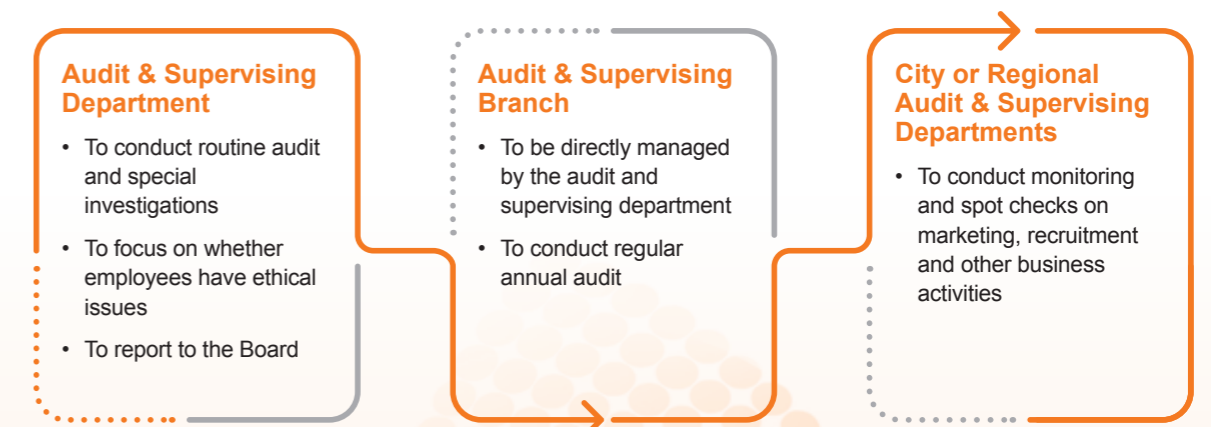 Audit & Supervising
Department
• To conduct routine audit
and special
investigations
• To focus on whether
employees have ethical
issues
• To report to the Board
Audit & Supervising
Branch
• To be directly managed
by the audit and
supervising department
• To conduct regular
annual audit
City or Regional
Audit & Supervising
Departments
• To conduct monitoring
and spot checks on
marketing, recruitment
and other business
activities